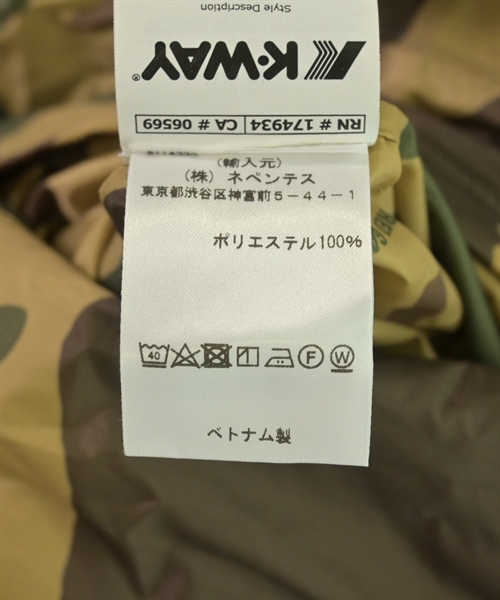 Style Description
K-WAY®
RN # 174934 CA # 06569
(輸入元)
(株) ネペンテス
東京都渋谷区神宮前5-44-1
ポリエステル100%
40 F W
ベトナム製